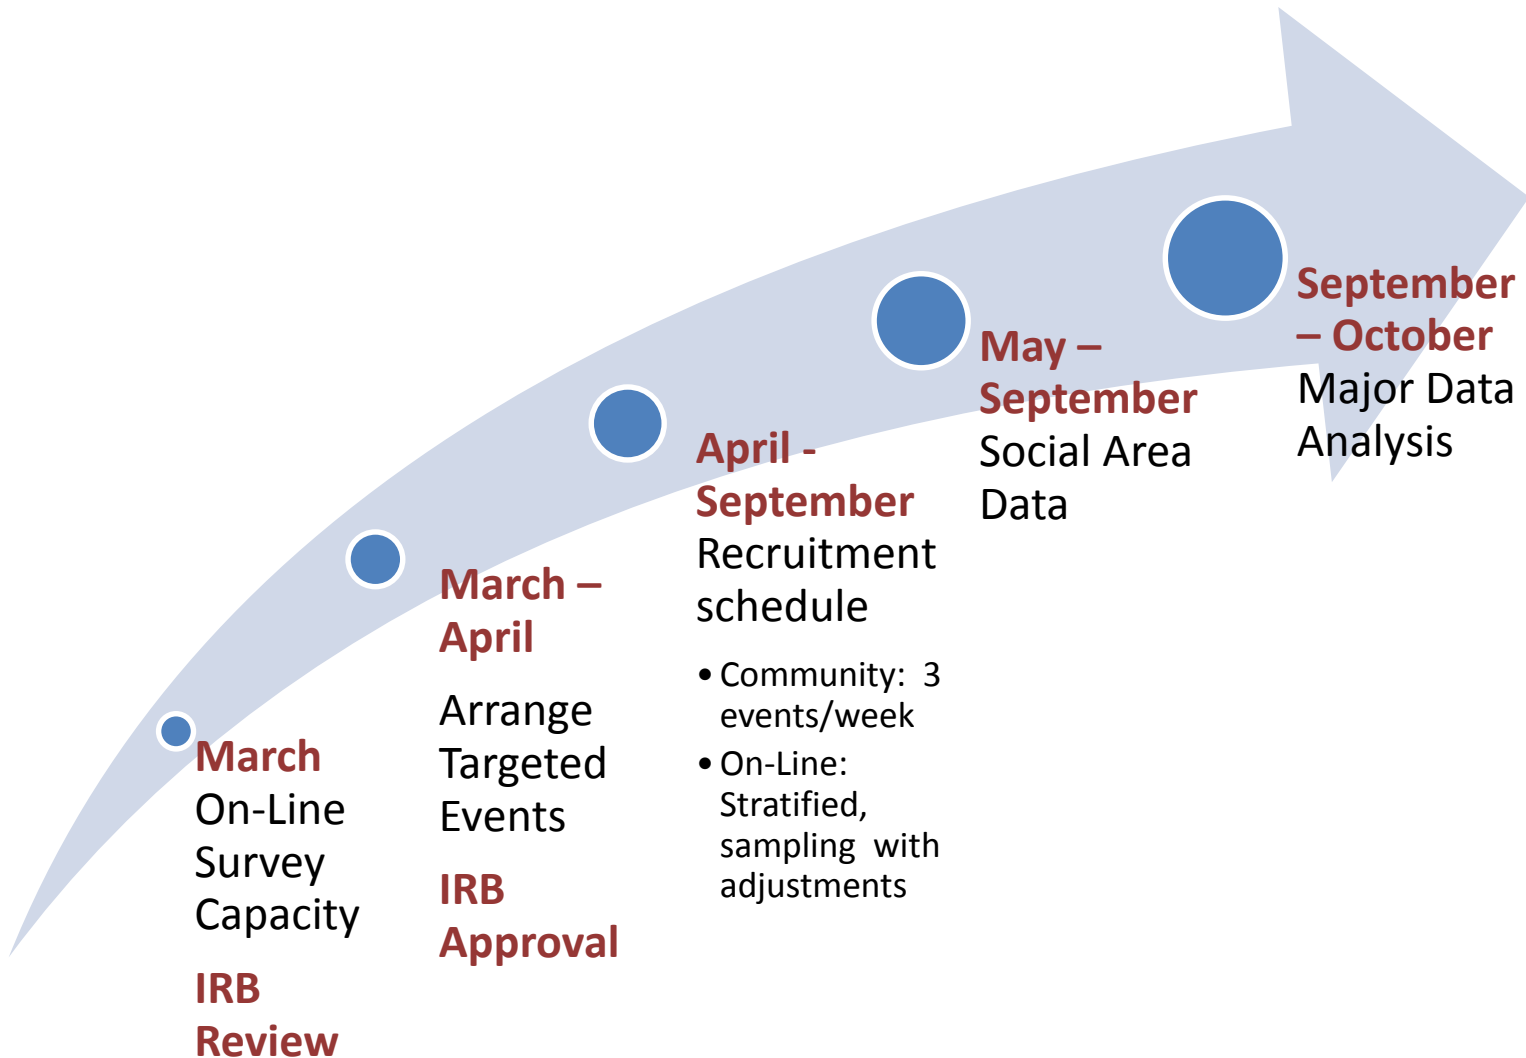 March
On-Line
Survey
Capacity
IRB
Review
March –
April
Arrange
Targeted
Events
IRB
Approval
April -
September
Recruitment
schedule
• Community: 3
events/week
• On-Line:
Stratified,
sampling with
adjustments
May –
September
Social Area
Data
September
– October
Major Data
Analysis